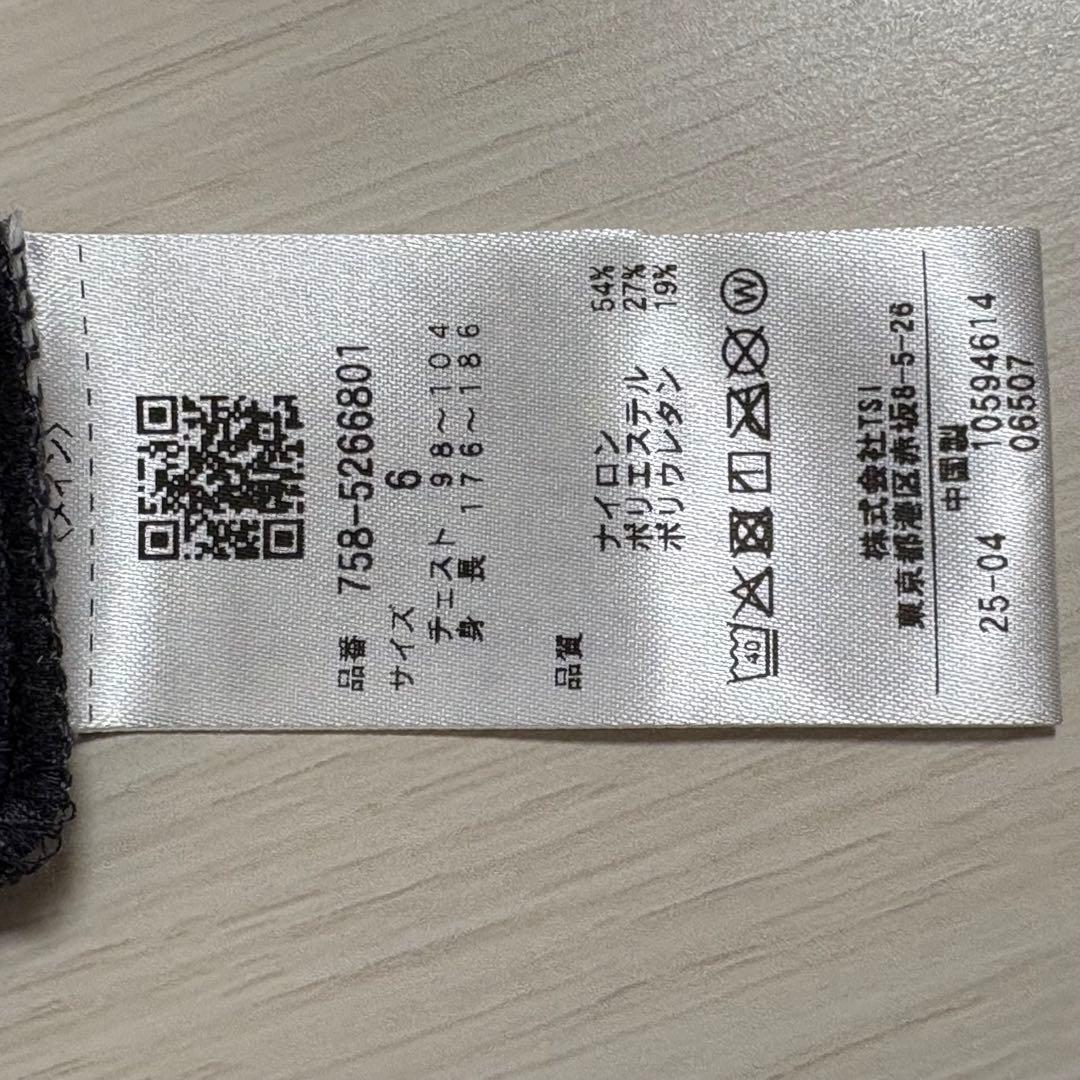 〈メイン〉
品番 758-5266801
サイズ 6
チェスト 98〜104
身長 176〜186
品質
ナイロン 54%
ポリエステル 27%
ポリウレタン 19%
40 W
株式会社TSI
東京都港区赤坂8-5-26
中国製
25-04 10594614
06507